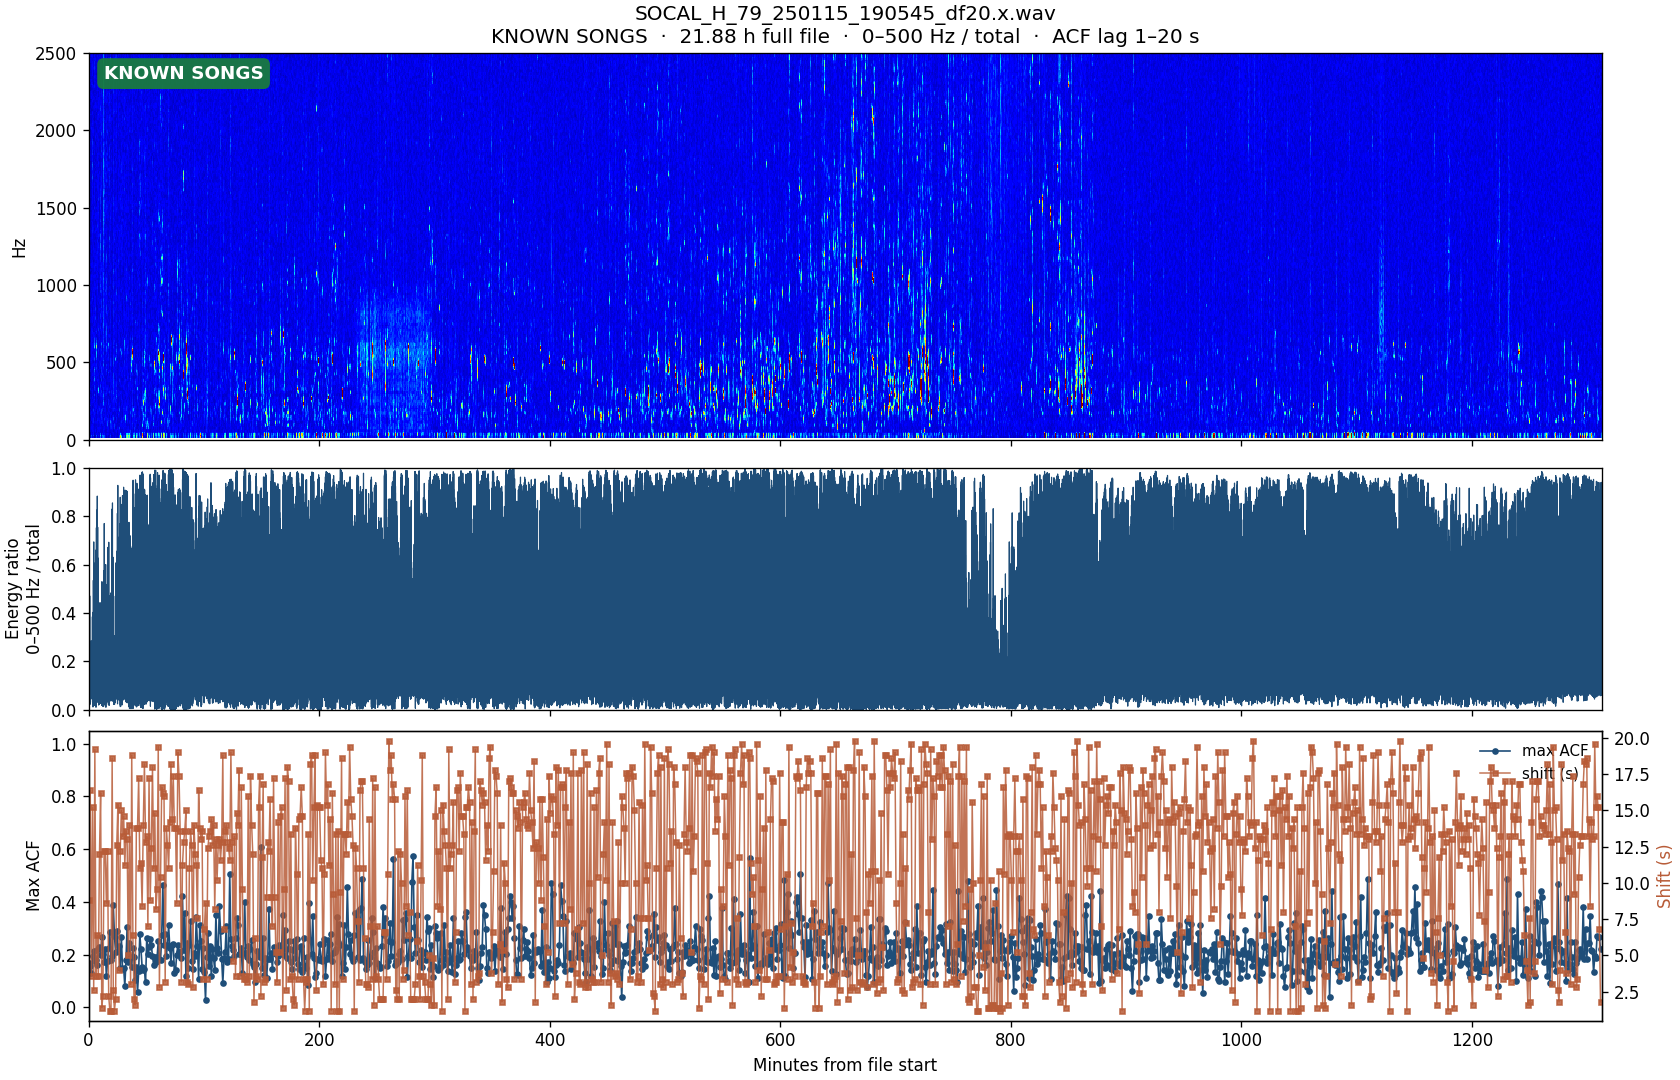 SOCAL_H_79_250115_190545_df20.x.wav
KNOWN SONGS · 21.88 h full file · 0–500 Hz / total · ACF lag 1–20 s
KNOWN SONGS
2500
2000
1500
1000
500
0
Hz
1.0
0.8
0.6
0.4
0.2
0.0
Energy ratio
0–500 Hz / total
1.0
0.8
0.6
0.4
0.2
0.0
Max ACF
max ACF
shift (s)
20.0
17.5
15.0
12.5
10.0
7.5
5.0
2.5
Shift (s)
0 200 400 600 800 1000 1200
Minutes from file start